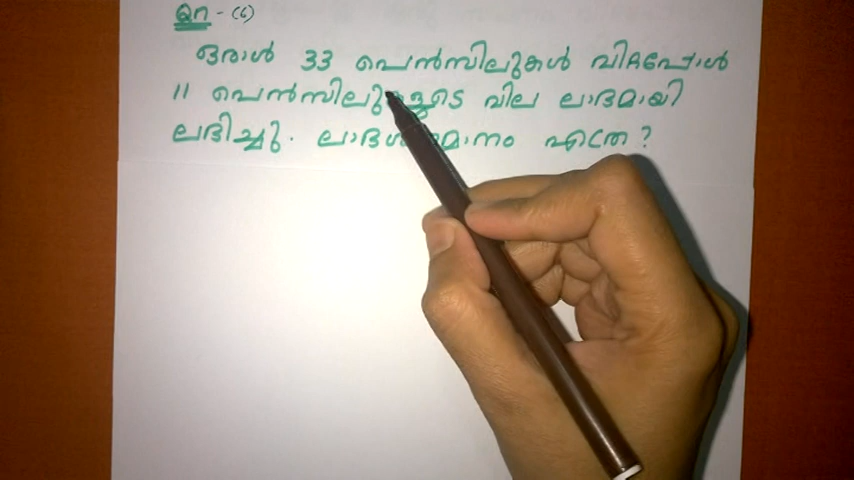 ഉദാ - (6)
ഒരാൾ 33 പെൻസിലുകൾ വിറ്റപ്പോൾ
11 പെൻസിലുകളുടെ വില ലാഭമായി
ലഭിച്ചു. ലാഭശതമാനം എത്ര?